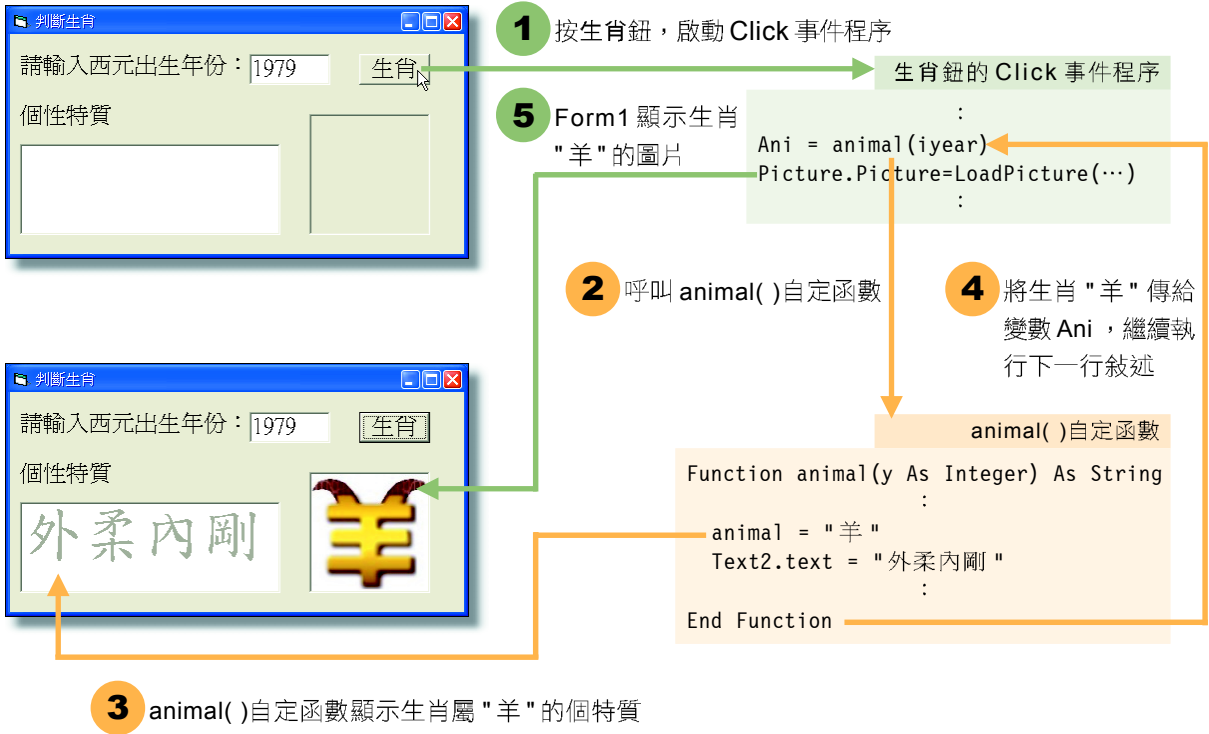 判斷生肖
請輸入西元出生年份：1979 生肖
個性特質
1 按生肖鈕，啟動 Click 事件程序
生肖鈕的 Click 事件程序
：
Ani = animal(iyear)
Picture.Picture=LoadPicture(…)
：
5 Form1 顯示生肖
"羊"的圖片
2 呼叫 animal( )自定函數
4 將生肖 "羊" 傳給
變數 Ani ，繼續執
行下一行敍述
判斷生肖
請輸入西元出生年份：1979 生肖
個性特質
外柔內剛
羊
animal( )自定函數
Function animal(y As Integer) As String
：
animal = "羊"
Text2.text = "外柔內剛"
：
End Function
3 animal( )自定函數顯示生肖屬 "羊" 的個特質